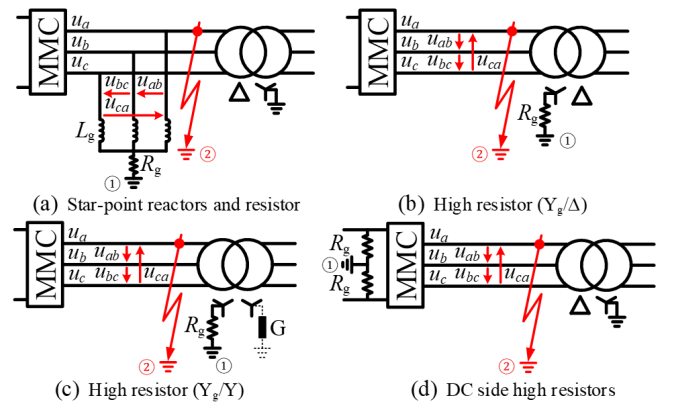 MMC
u_a
u_b
u_c
u_bc
u_ab
u_ca
L_g
R_g
①
②
Δ
(a) Star-point reactors and resistor
MMC
u_a
u_b
u_ab
u_c
u_bc
u_ca
R_g
①
②
Δ
(b) High resistor (Y_g/Δ)
MMC
u_a
u_b
u_ab
u_c
u_bc
u_ca
R_g
G
①
②
(c) High resistor (Y_g/Y)
MMC
R_g
①
R_g
u_a
u_b
u_ab
u_c
u_bc
u_ca
Δ
②
(d) DC side high resistors